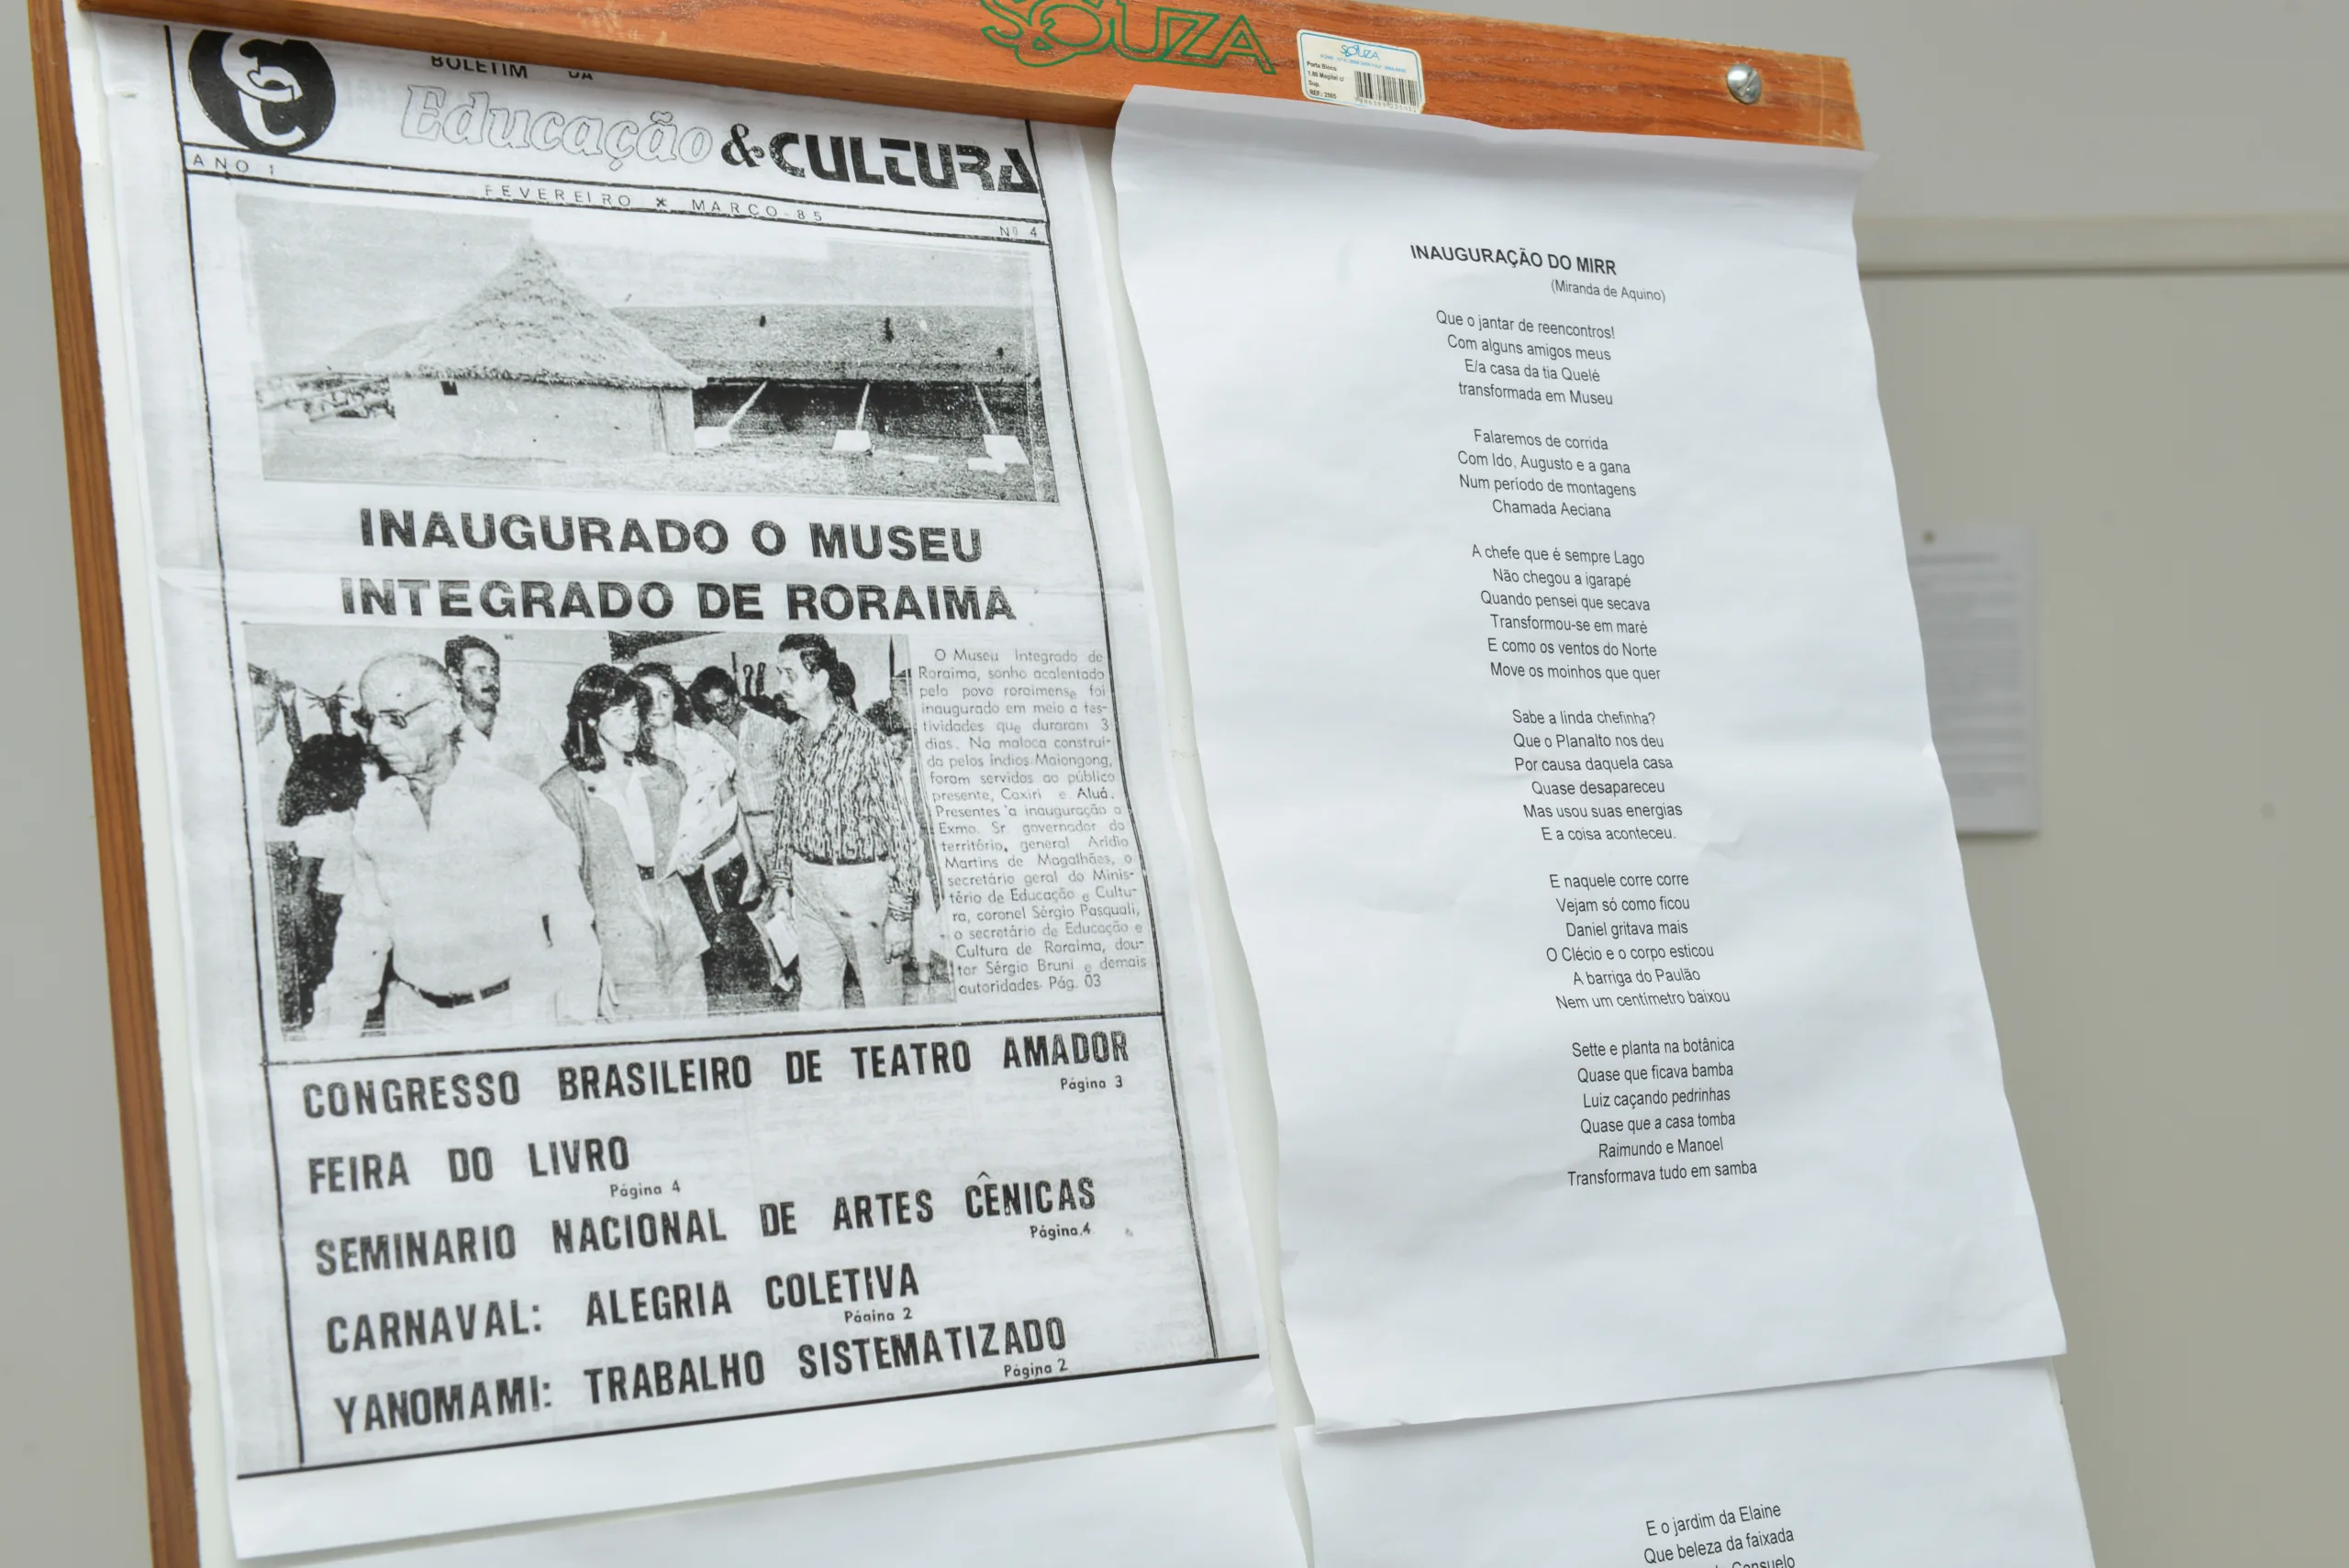 SOUZA
SOUZA
Porta Bloco
Sup.
BOLETIM DA
Educação & CULTURA
ANO 1
FEVEREIRO x MARÇO-85
Nº 4
INAUGURADO O MUSEU
INTEGRADO DE RORAIMA
O Museu Integrado de
Roraima, sonho acalentado
pelo povo roraimense foi
inaugurado em meio a fes-
tividades que duraram 3
dias. Na maloca construí-
da pelos índios Maiongong,
foram servidos ao público
presente, Caxiri e Aluá.
Presentes a inauguração o
Exmo. Sr. governador do
território, general Arídio
Martins de Magalhães, o
secretário geral do Minis-
tério de Educação e Cultu-
ra, coronel Sérgio Pasquali,
o secretário de Educação e
Cultura de Roraima, dou-
tor Sérgio Bruni e demais
autoridades. Pág. 03
CONGRESSO BRASILEIRO DE TEATRO AMADOR
Página 3
FEIRA DO LIVRO
Página 4
SEMINARIO NACIONAL DE ARTES CÊNICAS
Página.4
CARNAVAL: ALEGRIA COLETIVA
Página 2
YANOMAMI: TRABALHO SISTEMATIZADO
Página 2
INAUGURAÇÃO DO MIRR
(Miranda de Aquino)
Que o jantar de reencontros!
Com alguns amigos meus
E/a casa da tia Quelé
transformada em Museu
Falaremos de corrida
Com Ido, Augusto e a gana
Num período de montagens
Chamada Aeciana
A chefe que é sempre Lago
Não chegou a igarapé
Quando pensei que secava
Transformou-se em maré
E como os ventos do Norte
Move os moinhos que quer
Sabe a linda chefinha?
Que o Planalto nos deu
Por causa daquela casa
Quase desapareceu
Mas usou suas energias
E a coisa aconteceu.
E naquele corre corre
Vejam só como ficou
Daniel gritava mais
O Clécio e o corpo esticou
A barriga do Paulão
Nem um centímetro baixou
Sette e planta na botânica
Quase que ficava bamba
Luiz caçando pedrinhas
Quase que a casa tomba
Raimundo e Manoel
Transformava tudo em samba
E o jardim da Elaine
Que beleza da faixada
Consuelo